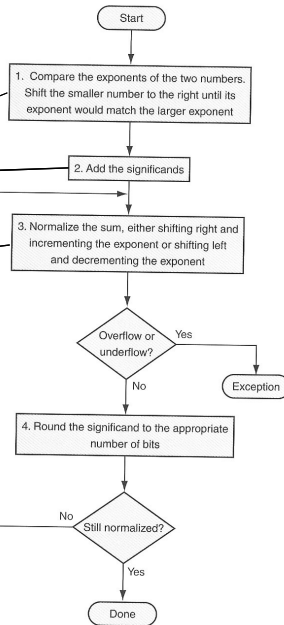 Start
1. Compare the exponents of the two numbers.
Shift the smaller number to the right until its
exponent would match the larger exponent
2. Add the significands
3. Normalize the sum, either shifting right and
incrementing the exponent or shifting left
and decrementing the exponent
Overflow or
underflow?
Yes
No
Exception
4. Round the significand to the appropriate
number of bits
No
Still normalized?
Yes
Done